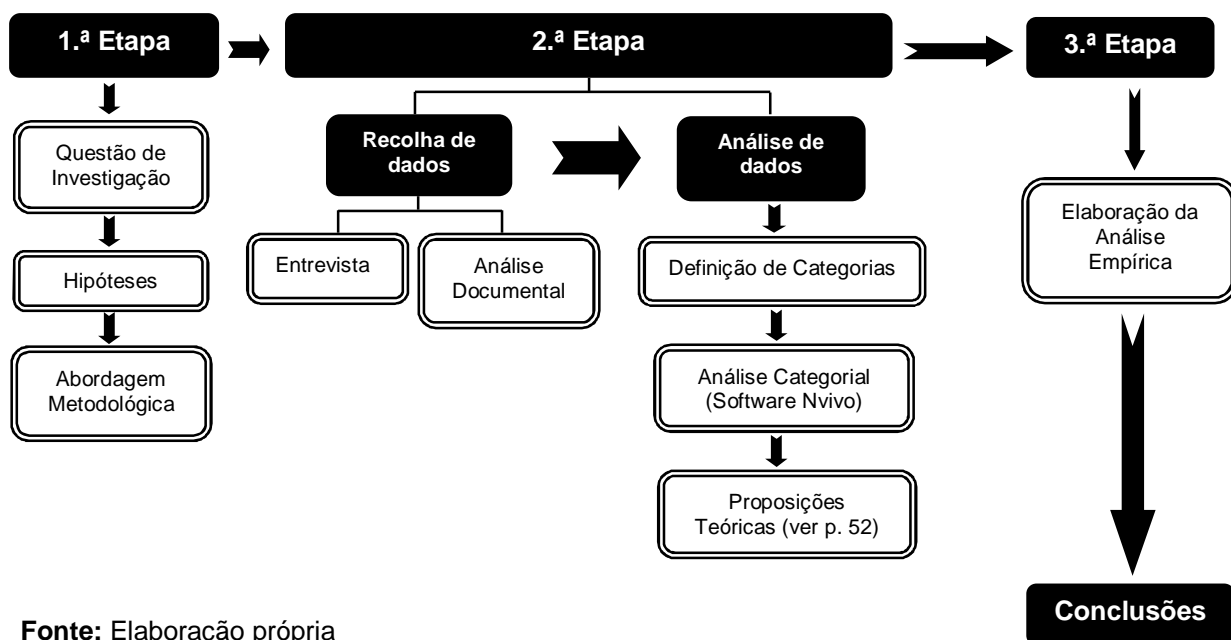 1.ª Etapa
2.ª Etapa
3.ª Etapa
Questão de
Investigação
Hipóteses
Abordagem
Metodológica
Recolha de
dados
Entrevista
Análise
Documental
Análise de
dados
Definição de Categorias
Análise Categorial
(Software Nvivo)
Proposições
Teóricas (ver p. 52)
Elaboração da
Análise
Empírica
Conclusões
Fonte: Elaboração própria